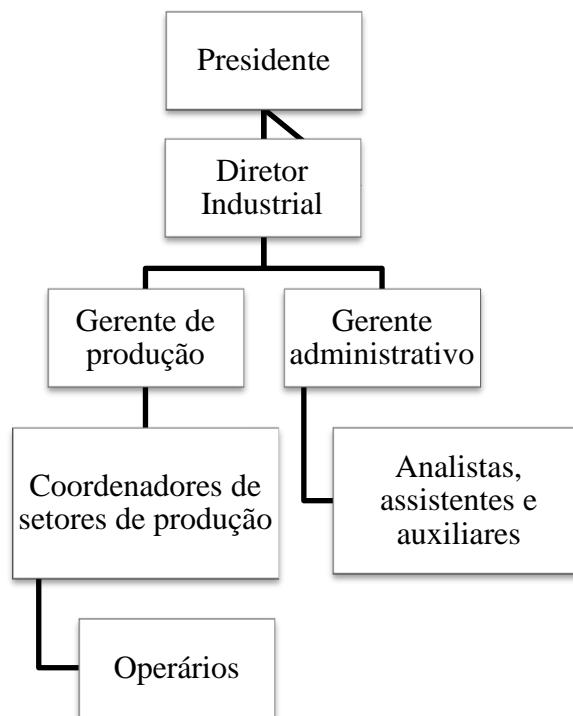 Presidente
Diretor
Industrial
Gerente de
produção
Gerente
administrativo
Coordenadores de
setores de produção
Analistas,
assistentes e
auxiliares
Operários